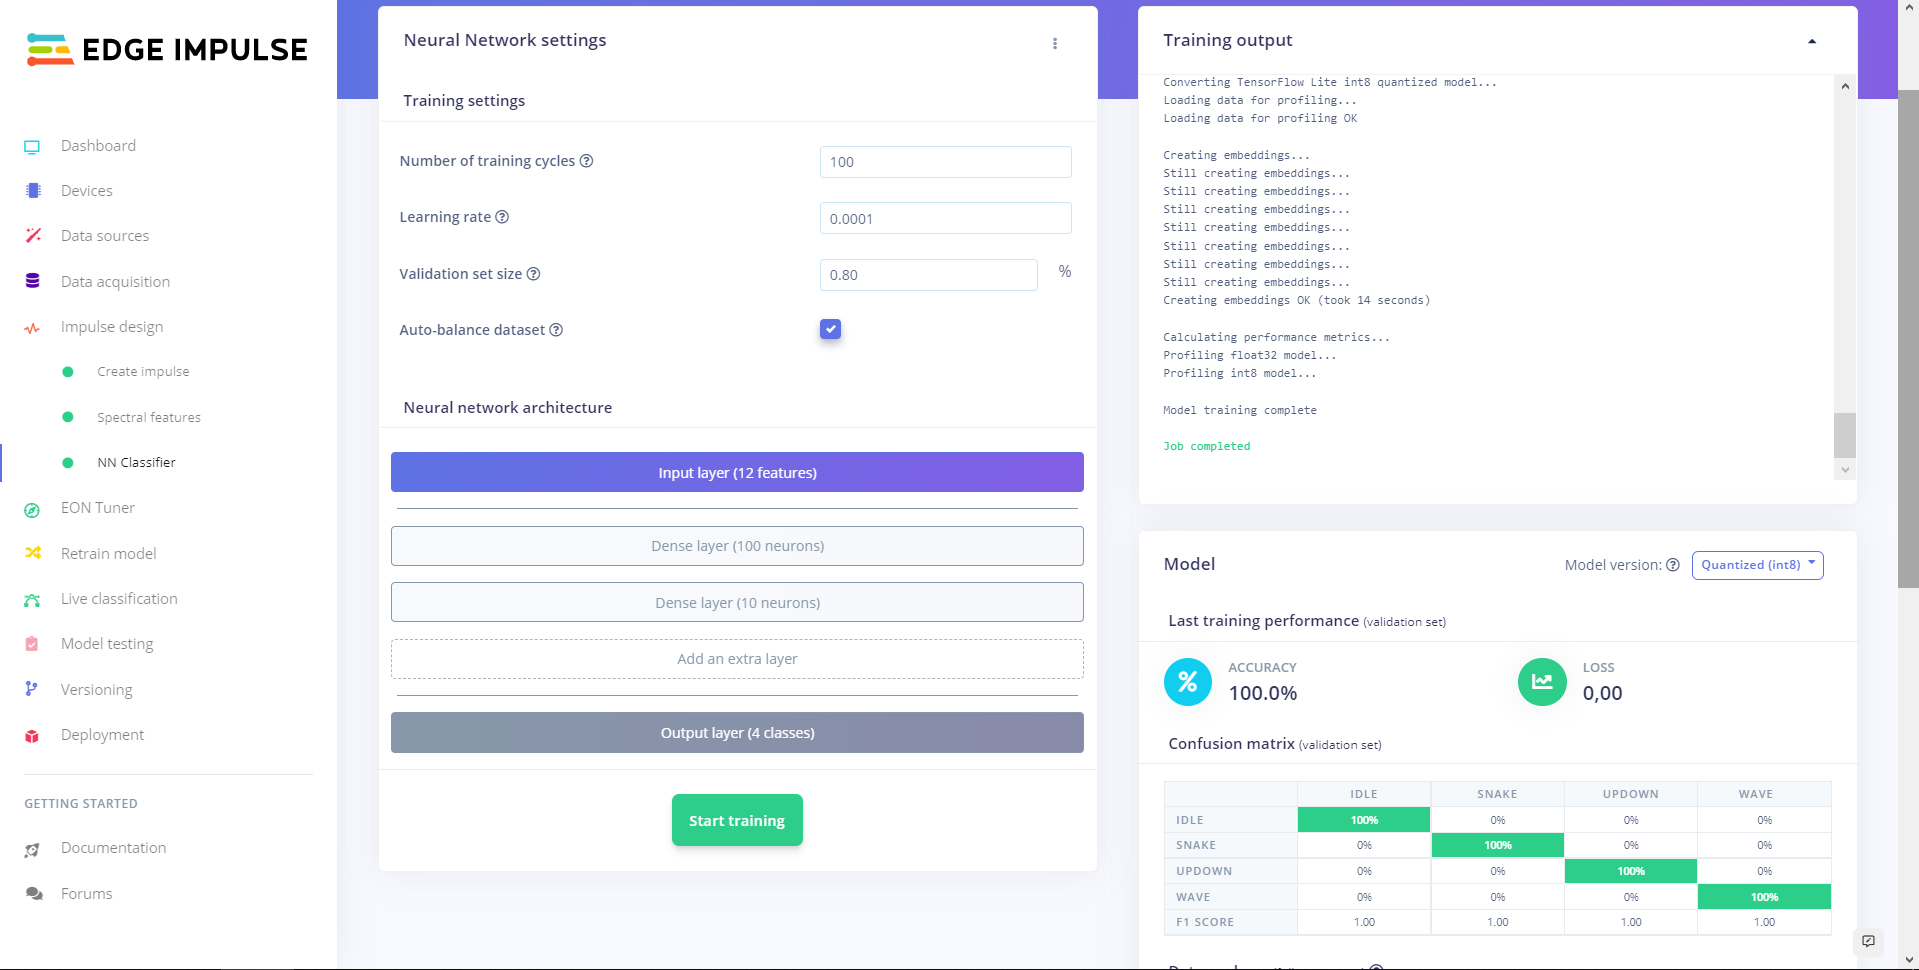 EDGE IMPULSE
Dashboard
Devices
Data sources
Data acquisition
Impulse design
Create impulse
Spectral features
NN Classifier
EON Tuner
Retrain model
Live classification
Model testing
Versioning
Deployment
GETTING STARTED
Documentation
Forums
Neural Network settings
Training settings
Number of training cycles ?
100
Learning rate ?
0.0001
Validation set size ?
0.80 %
Auto-balance dataset ?
Neural network architecture
Input layer (12 features)
Dense layer (100 neurons)
Dense layer (10 neurons)
Add an extra layer
Output layer (4 classes)
Start training
Training output
Converting TensorFlow Lite int8 quantized model...
Loading data for profiling...
Loading data for profiling OK
Creating embeddings...
Still creating embeddings...
Still creating embeddings...
Still creating embeddings...
Still creating embeddings...
Still creating embeddings...
Still creating embeddings...
Still creating embeddings...
Creating embeddings OK (took 14 seconds)
Calculating performance metrics...
Profiling float32 model...
Profiling int8 model...
Model training complete
Job completed
Model
Model version: ? Quantized (int8)
Last training performance (validation set)
% ACCURACY
100.0%
LOSS
0,00
Confusion matrix (validation set)
IDLE SNAKE UPDOWN WAVE
IDLE 100% 0% 0% 0%
SNAKE 0% 100% 0% 0%
UPDOWN 0% 0% 100% 0%
WAVE 0% 0% 0% 100%
F1 SCORE 1.00 1.00 1.00 1.00